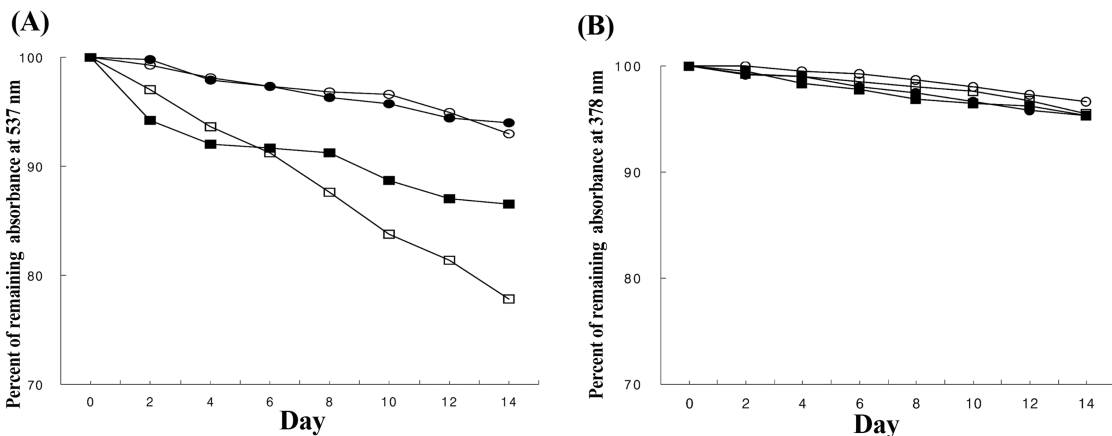 (A)
Percent of remaining absorbance at 537 nm
100
90
80
70
0 2 4 6 8 10 12 14
Day
(B)
Percent of remaining absorbance at 378 nm
100
90
80
70
0 2 4 6 8 10 12 14
Day